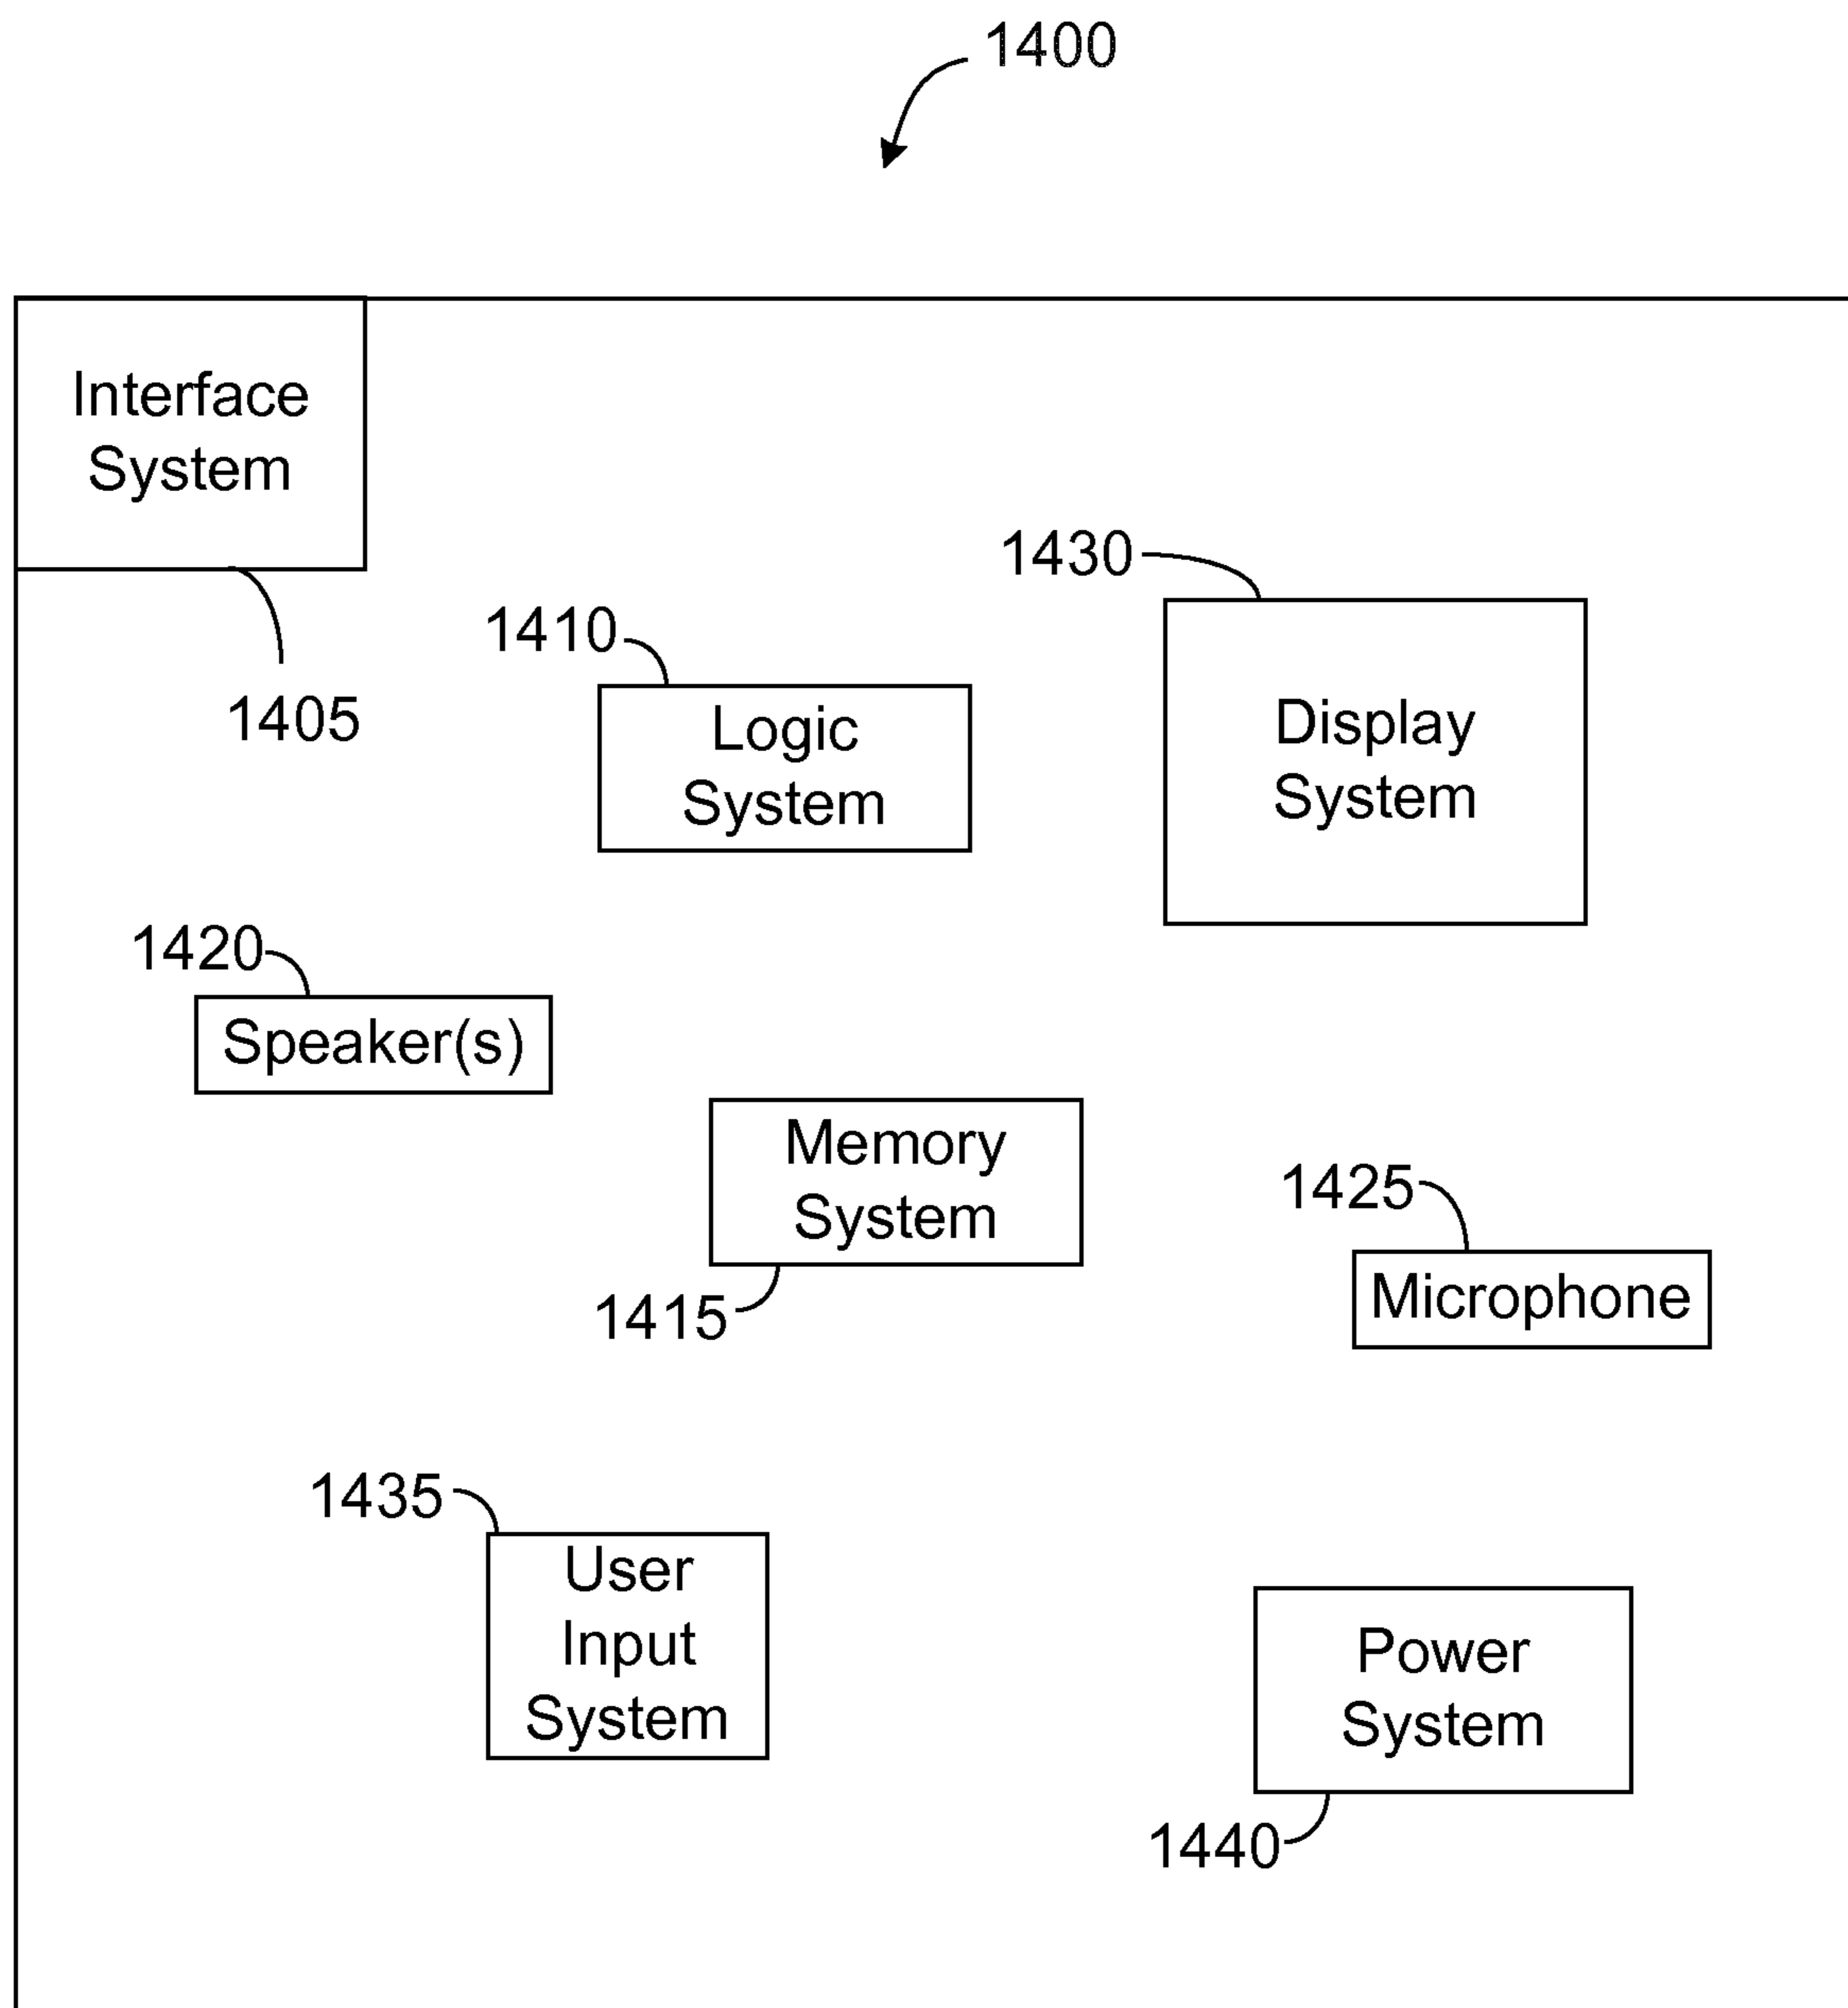 1400
Interface
System
1405
1410
Logic
System
1430
Display
System
1420
Speaker(s)
Memory
System
1415
1425
Microphone
1435
User
Input
System
Power
System
1440